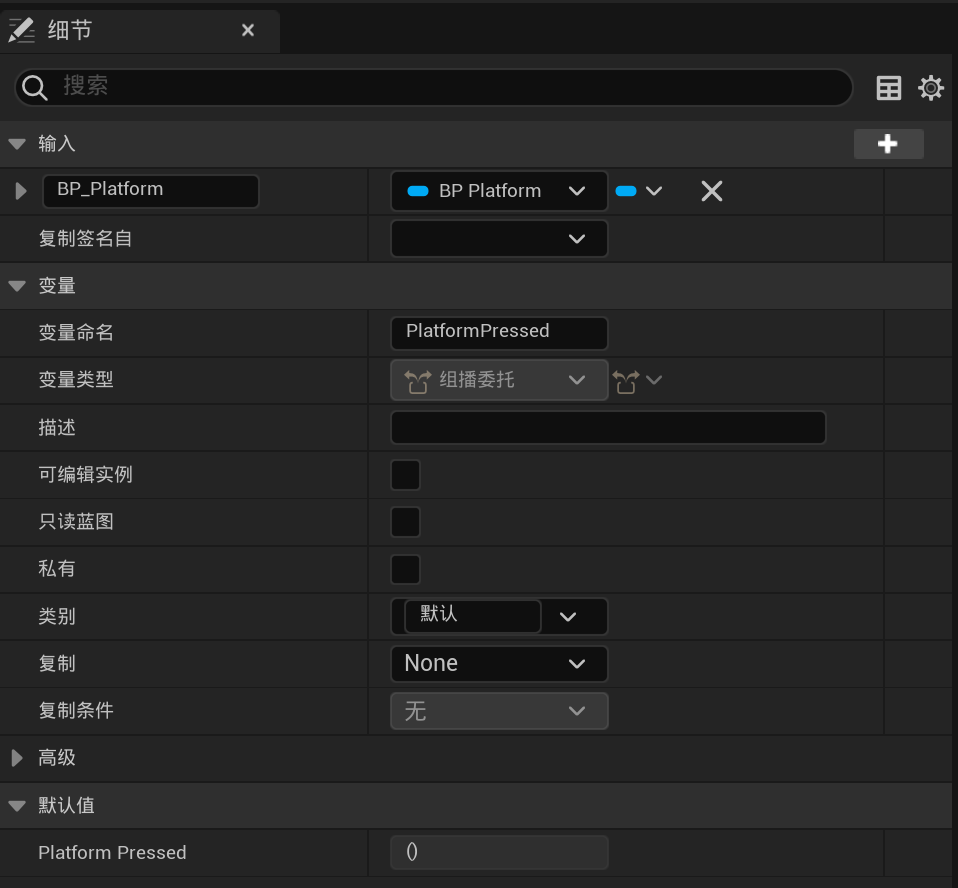 细节
搜索
输入
BP_Platform BP Platform
复制签名自
变量
变量命名 PlatformPressed
变量类型 组播委托
描述
可编辑实例
只读蓝图
私有
类别 默认
复制 None
复制条件 无
高级
默认值
Platform Pressed ()